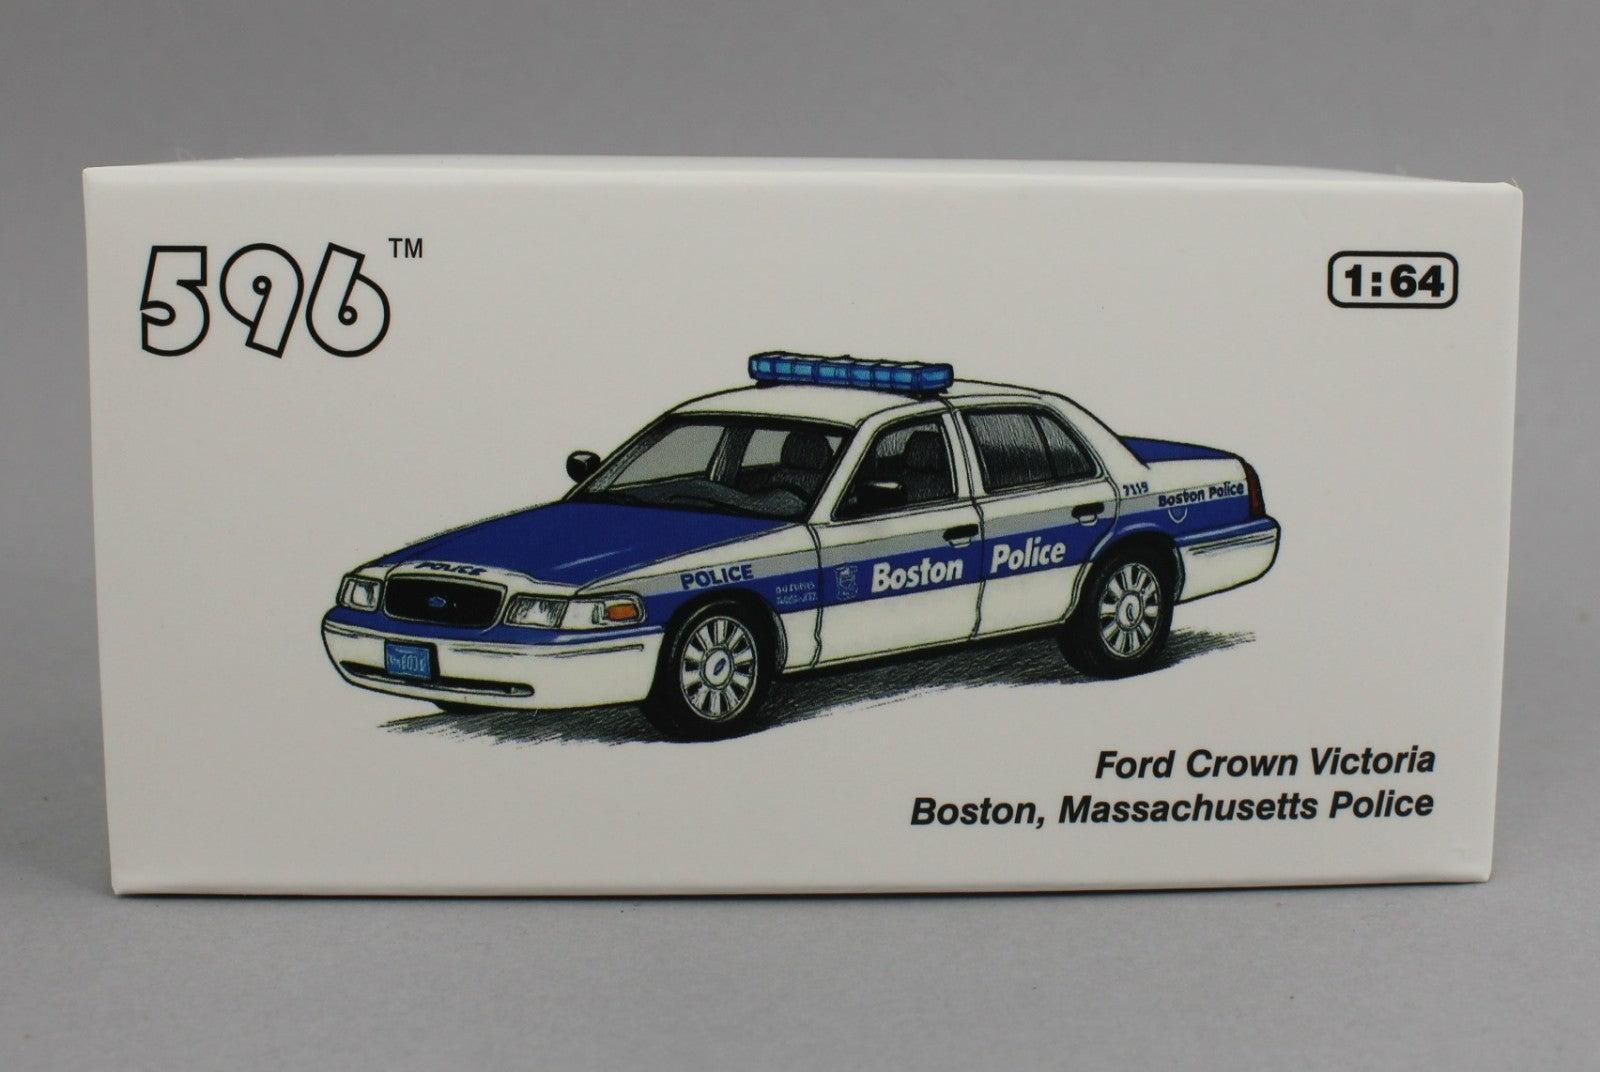 596™
1:64
7119 Boston Police
POLICE
Boston Police
POLICE
Ford Crown Victoria
Boston, Massachusetts Police